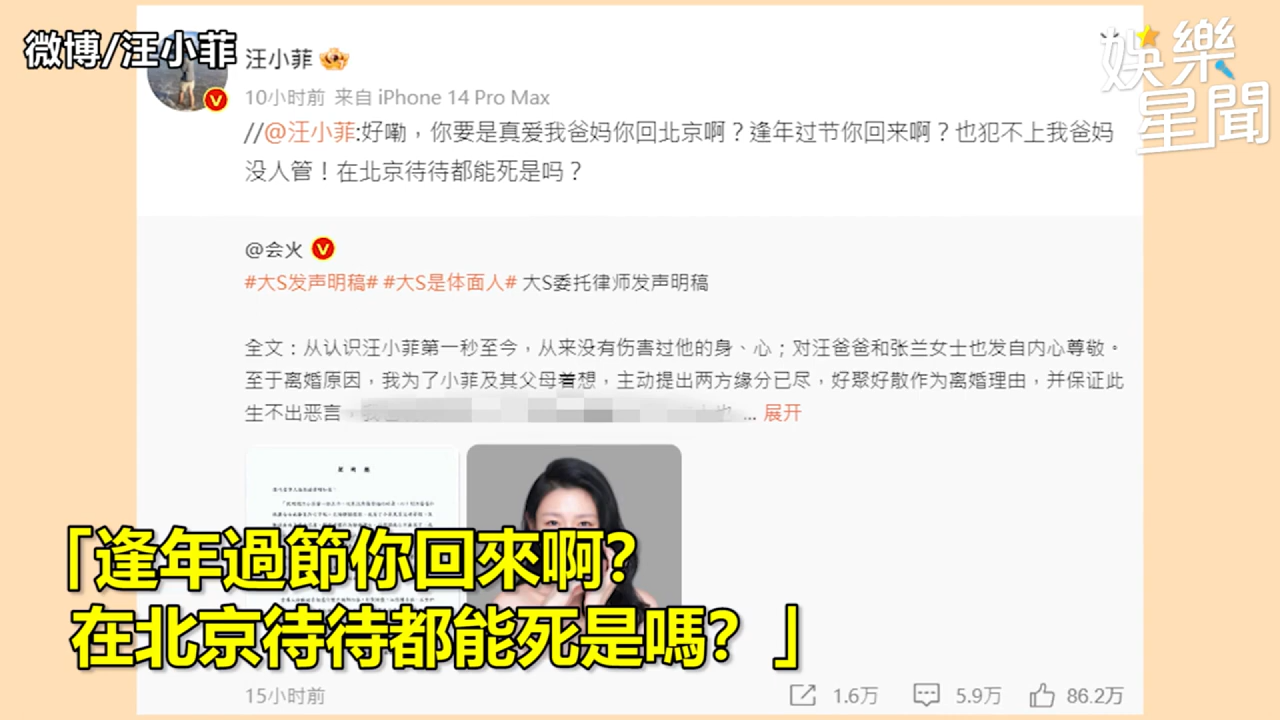 微博/汪小菲
娛樂
星聞
汪小菲
10小时前 来自 iPhone 14 Pro Max
//@汪小菲:好嘞，你要是真爱我爸妈你回北京啊？逢年过节你回来啊？也犯不上我爸妈
没人管！在北京待待都能死是吗？
@会火
#大S发声明稿# #大S是体面人# 大S委托律师发声明稿
全文：从认识汪小菲第一秒至今，从来没有伤害过他的身、心；对汪爸爸和张兰女士也发自内心尊敬。
至于离婚原因，我为了小菲及其父母着想，主动提出两方缘分已尽，好聚好散作为离婚理由，并保证此
生不出恶言，
... 展开
「逢年過節你回來啊？
在北京待待都能死是嗎？」
15小时前
1.6万 5.9万 86.2万